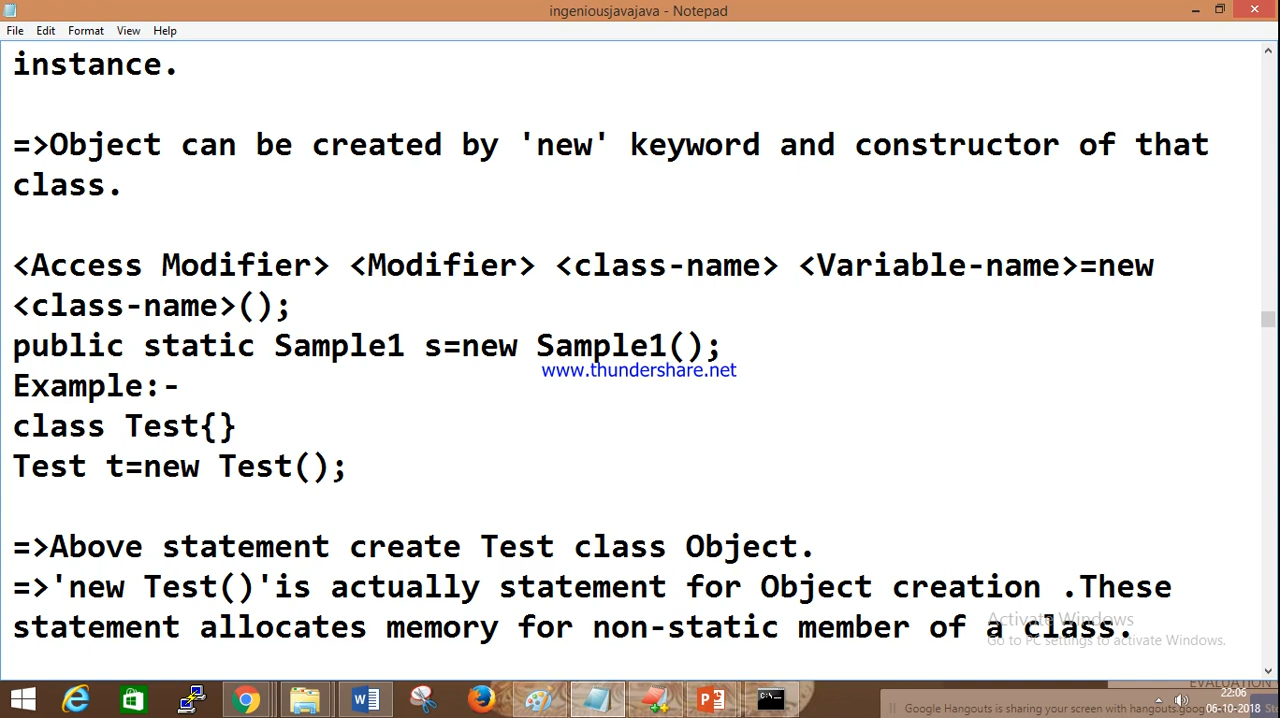 ingeniousjavajava - Notepad
File Edit Format View Help
instance.
=>Object can be created by 'new' keyword and constructor of that
class.
<Access Modifier> <Modifier> <class-name> <Variable-name>=new
<class-name>();
public static Sample1 s=new Sample1();
www.thundershare.net
Example:-
class Test{}
Test t=new Test();
=>Above statement create Test class Object.
=>'new Test()'is actually statement for Object creation .These
statement allocates memory for non-static member of a class.
Activate Windows
Go to PC settings to activate Windows.
EVALUATION
22:06
Google Hangouts is sharing your screen with hangouts.goog
06-10-2018